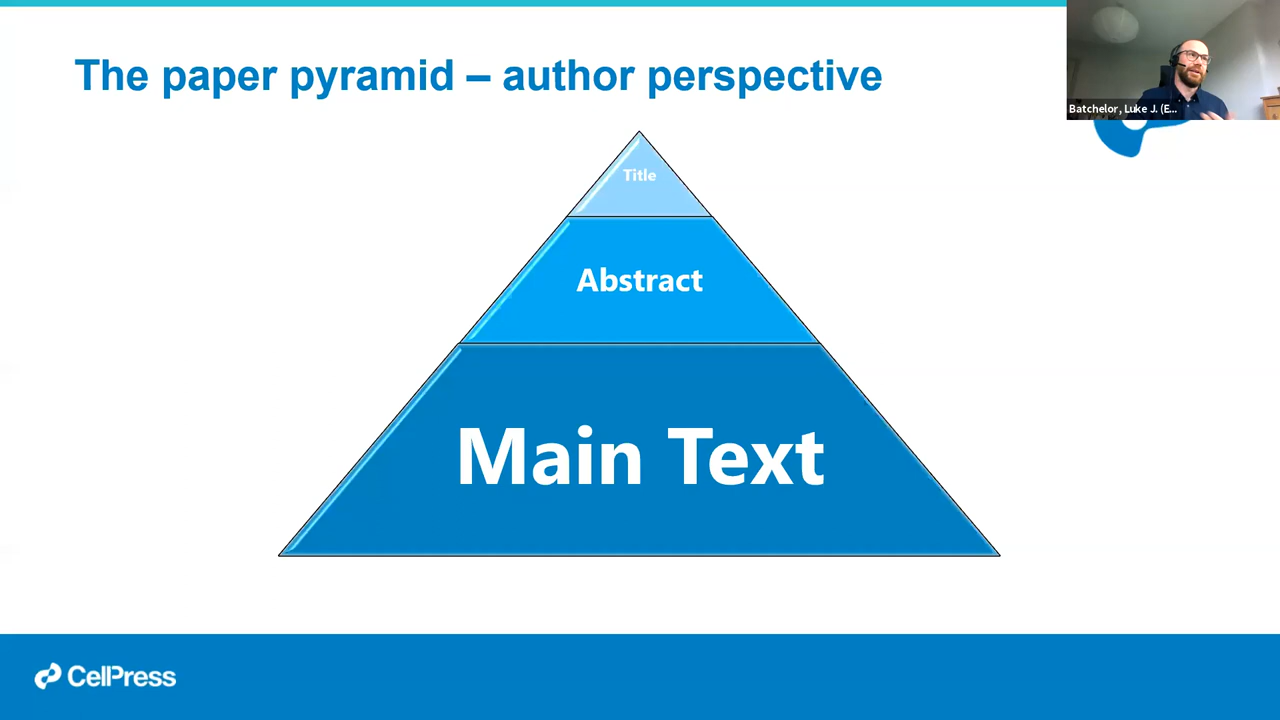 The paper pyramid – author perspective
Batchelor, Luke J. (E...
Title
Abstract
Main Text
CellPress